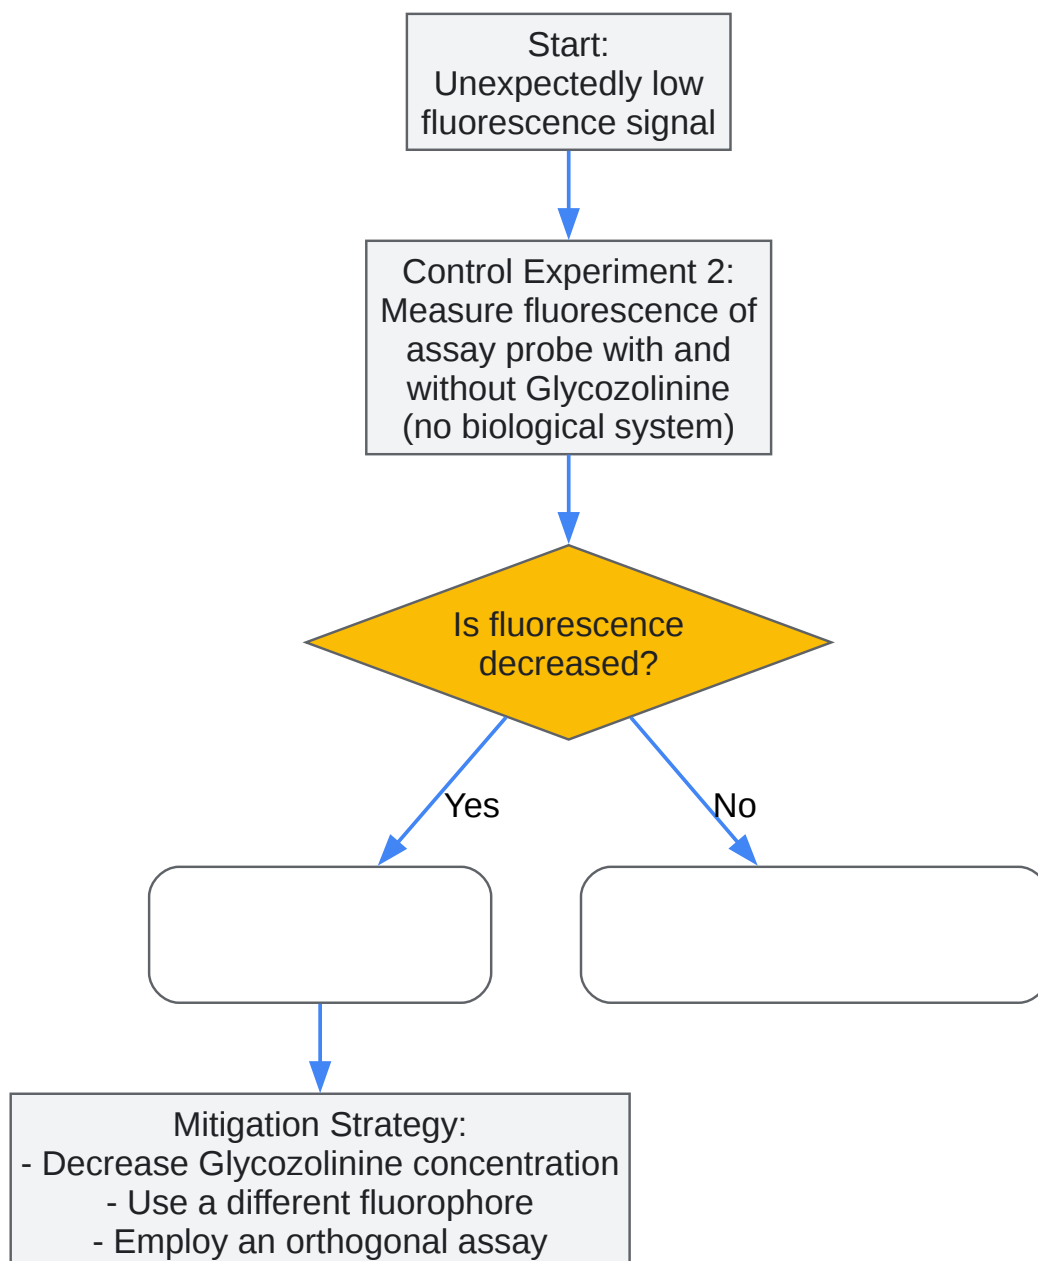 Start:
Unexpectedly low
fluorescence signal
Control Experiment 2:
Measure fluorescence of
assay probe with and
without Glycozolinine
(no biological system)
Is fluorescence
decreased?
Yes
No
Mitigation Strategy:
- Decrease Glycozolinine concentration
- Use a different fluorophore
- Employ an orthogonal assay